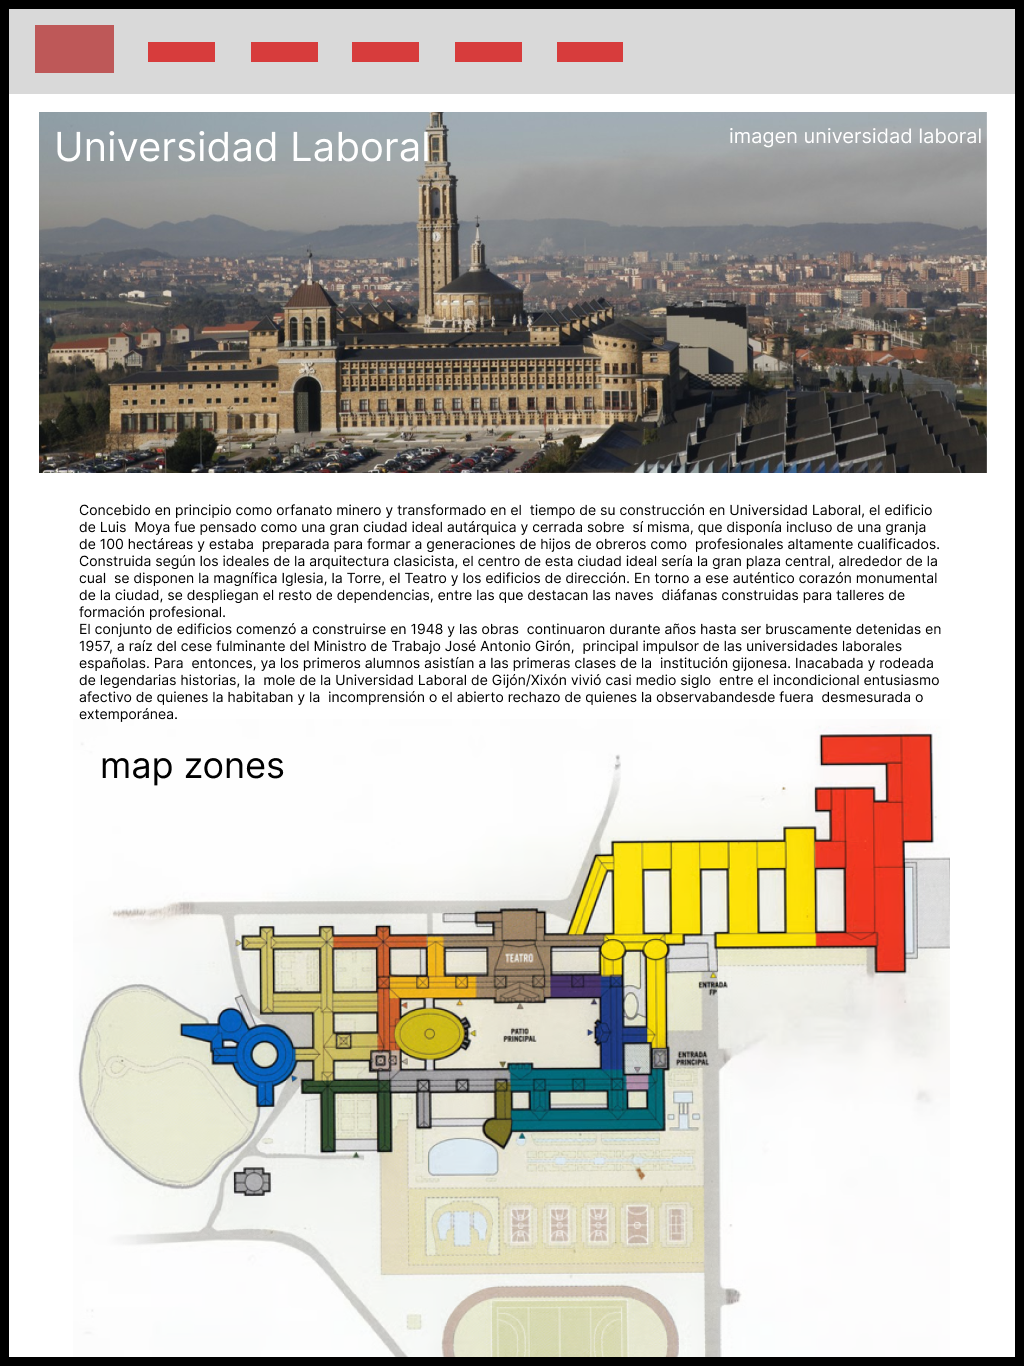 Universidad Laboral
imagen universidad laboral
Concebido en principio como orfanato minero y transformado en el  tiempo de su construcción en Universidad Laboral, el edificio
de Luis  Moya fue pensado como una gran ciudad ideal autárquica y cerrada sobre  sí misma, que disponía incluso de una granja
de 100 hectáreas y estaba  preparada para formar a generaciones de hijos de obreros como  profesionales altamente cualificados.
Construida según los ideales de la arquitectura clasicista, el centro de esta ciudad ideal sería la gran plaza central, alrededor de la
cual  se disponen la magnífica Iglesia, la Torre, el Teatro y los edificios de dirección. En torno a ese auténtico corazón monumental
de la ciudad, se despliegan el resto de dependencias, entre las que destacan las naves  diáfanas construidas para talleres de
formación profesional.
El conjunto de edificios comenzó a construirse en 1948 y las obras  continuaron durante años hasta ser bruscamente detenidas en
1957, a raíz del cese fulminante del Ministro de Trabajo José Antonio Girón,  principal impulsor de las universidades laborales
españolas. Para  entonces, ya los primeros alumnos asistían a las primeras clases de la  institución gijonesa. Inacabada y rodeada
de legendarias historias, la  mole de la Universidad Laboral de Gijón/Xixón vivió casi medio siglo  entre el incondicional entusiasmo
afectivo de quienes la habitaban y la  incomprensión o el abierto rechazo de quienes la observabandesde fuera  desmesurada o
extemporánea.
map zones
TEATRO
ENTRADA
FP
PATIO
PRINCIPAL
ENTRADA
PRINCIPAL